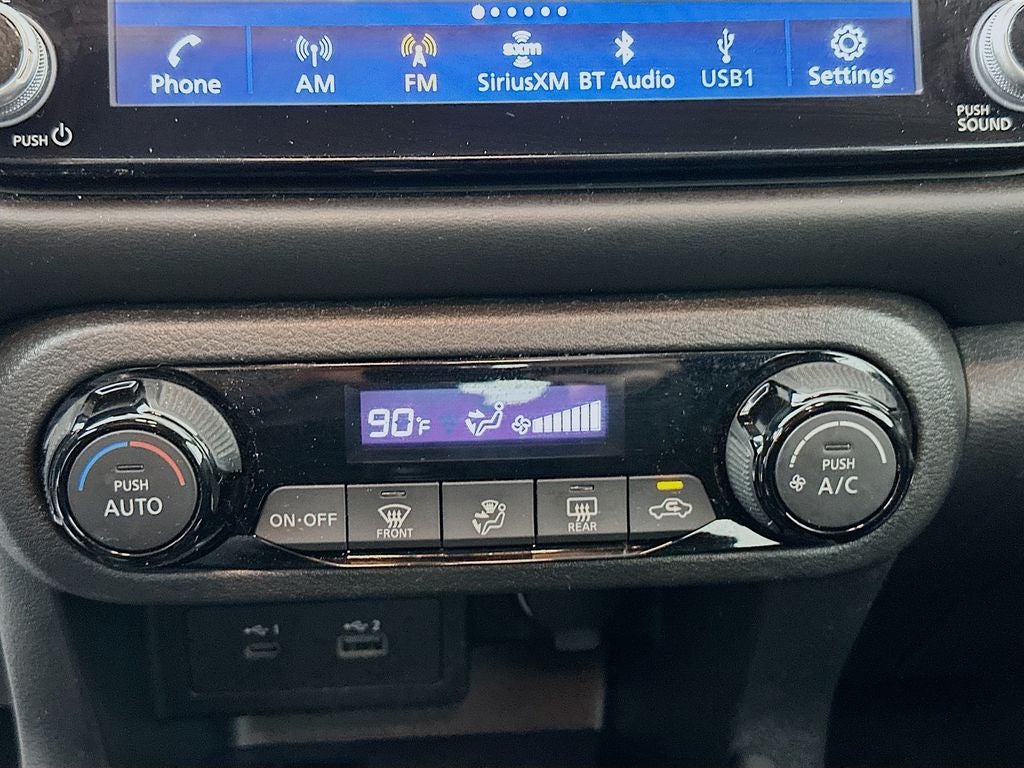 Phone AM FM SiriusXM BT Audio USB1 Settings
sxm
PUSH
PUSH
SOUND
90°F
PUSH
AUTO
PUSH
A/C
ON·OFF
FRONT
REAR
1
2